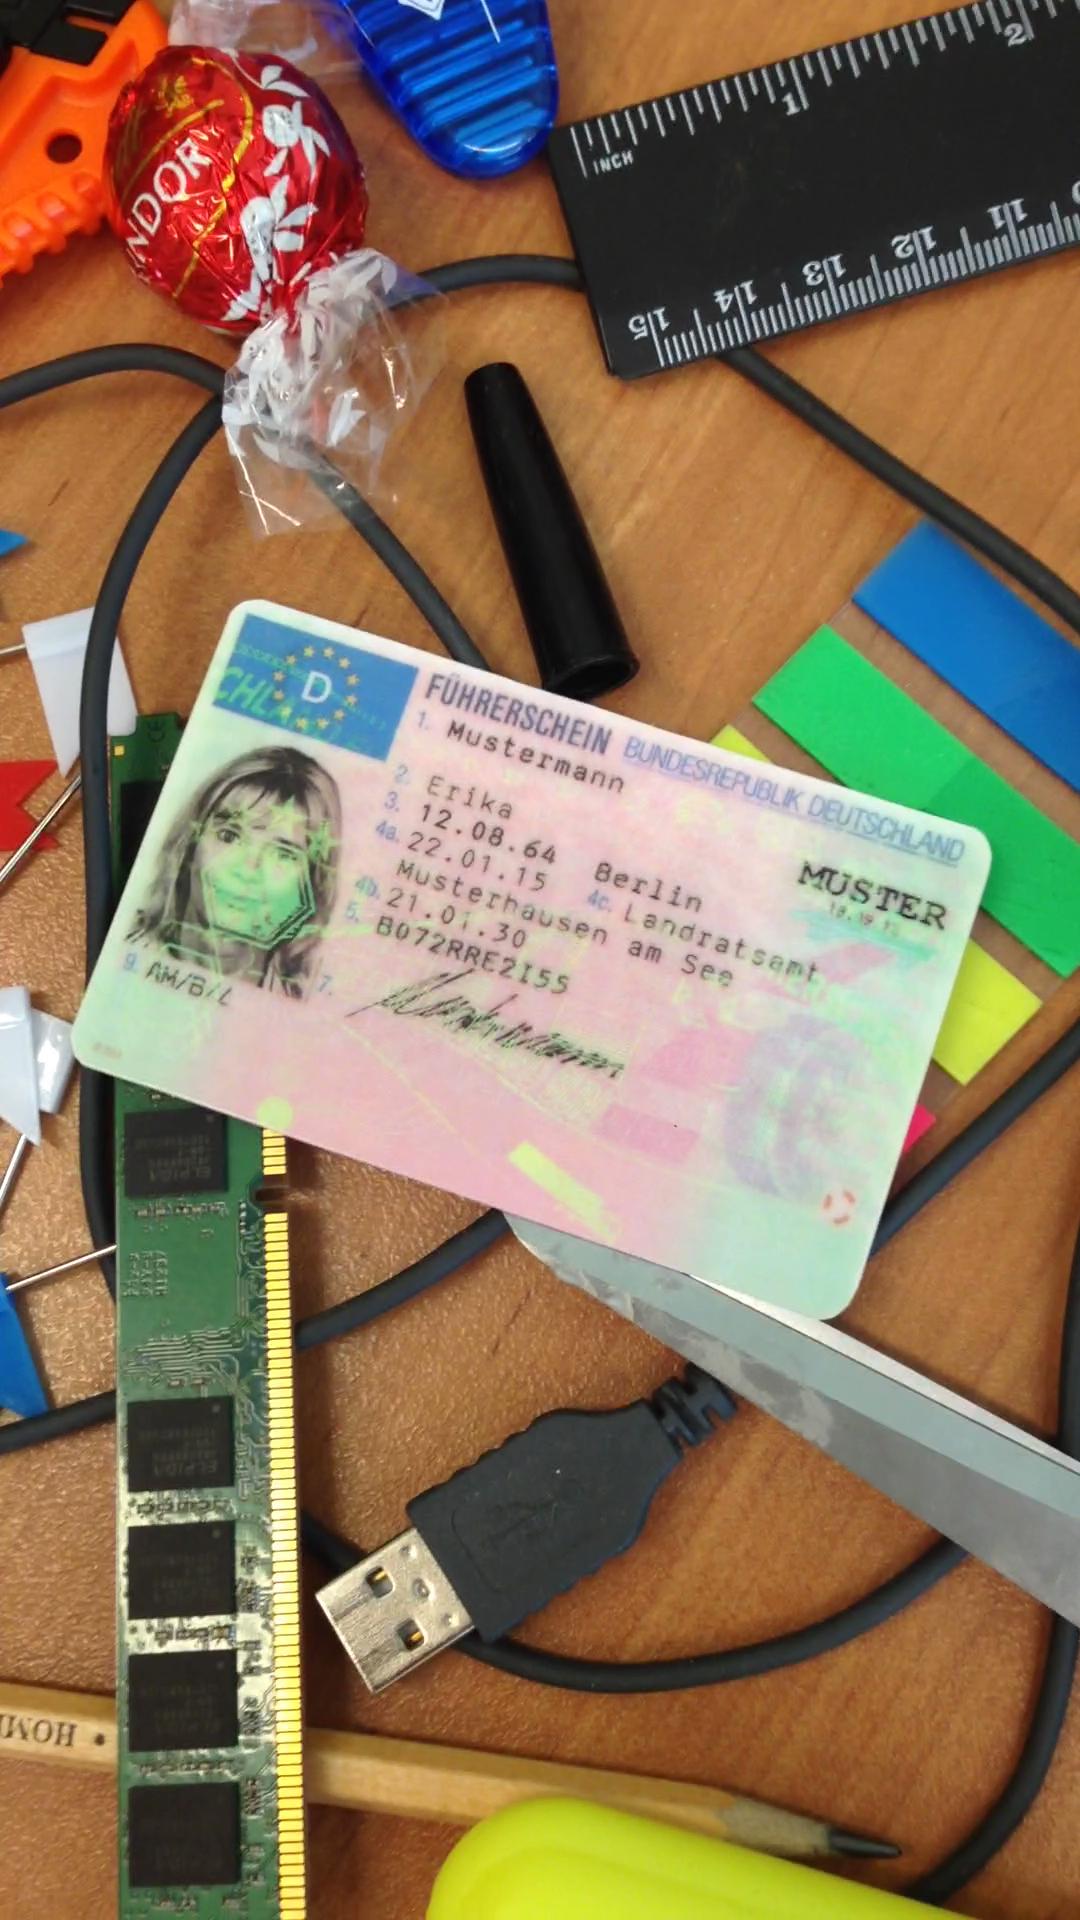 NDOR
INCH
1
2
15 14 13 12 11
D
FÜHRERSCHEIN BUNDESREPUBLIK DEUTSCHLAND
1. Mustermann
2. Erika
3. 12.08.64 Berlin
4a. 22.01.15 4c. Landratsamt
Musterhausen am See
4b. 21.01.30
5. B072RRE2I55
MUSTER
7.
9. AM/B/L
ELPIDA
ELPIDA